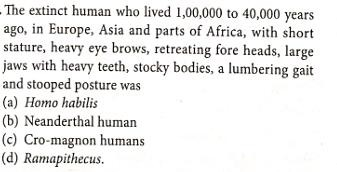 . The extinct human who lived 1,00,000 to 40,000 years
ago, in Europe, Asia and parts of Africa, with short
stature, heavy eye brows, retreating fore heads, large
jaws with heavy teeth, stocky bodies, a lumbering gait
and stooped posture was
(a) Homo habilis
(b) Neanderthal human
(c) Cro-magnon humans
(d) Ramapithecus.